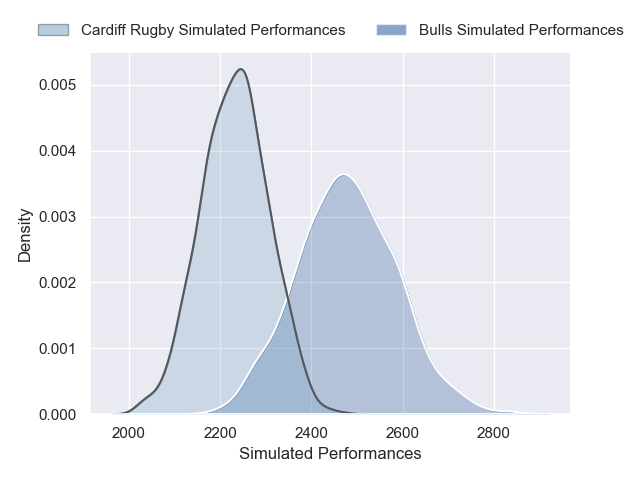 Cardiff Rugby Simulated Performances Bulls Simulated Performances
0.005
0.004
0.003
0.002
0.001
0.000
Density
2000 2200 2400 2600 2800
Simulated Performances